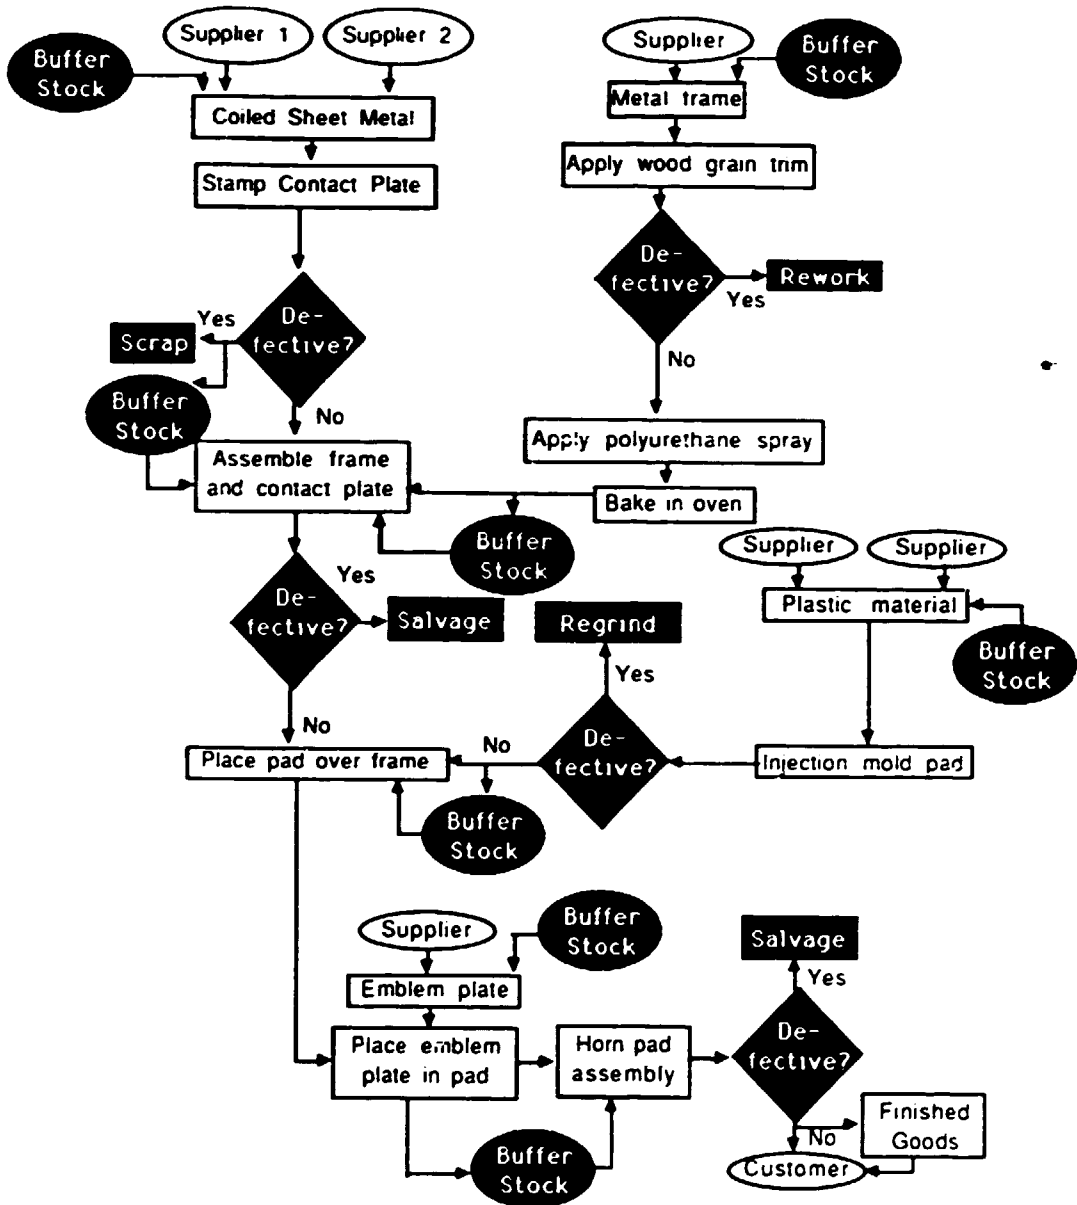 Supplier 1
Supplier 2
Buffer
Stock
Supplier
Buffer
Stock
Coiled Sheet Metal
Metal frame
Stamp Contact Plate
Apply wood grain trim
De-
fective?
Yes
Scrap
De-
fective?
Yes
Rework
No
Buffer
Stock
No
Apply polyurethane spray
Assemble frame
and contact plate
Bake in oven
Buffer
Stock
Supplier
Supplier
Plastic material
Buffer
Stock
De-
fective?
Yes
Salvage
Regrind
Yes
No
Place pad over frame
No
De-
fective?
Injection mold pad
Buffer
Stock
Supplier
Buffer
Stock
Emblem plate
Salvage
Yes
Place emblem
plate in pad
Horn pad
assembly
De-
fective?
No
Finished
Goods
Buffer
Stock
Customer